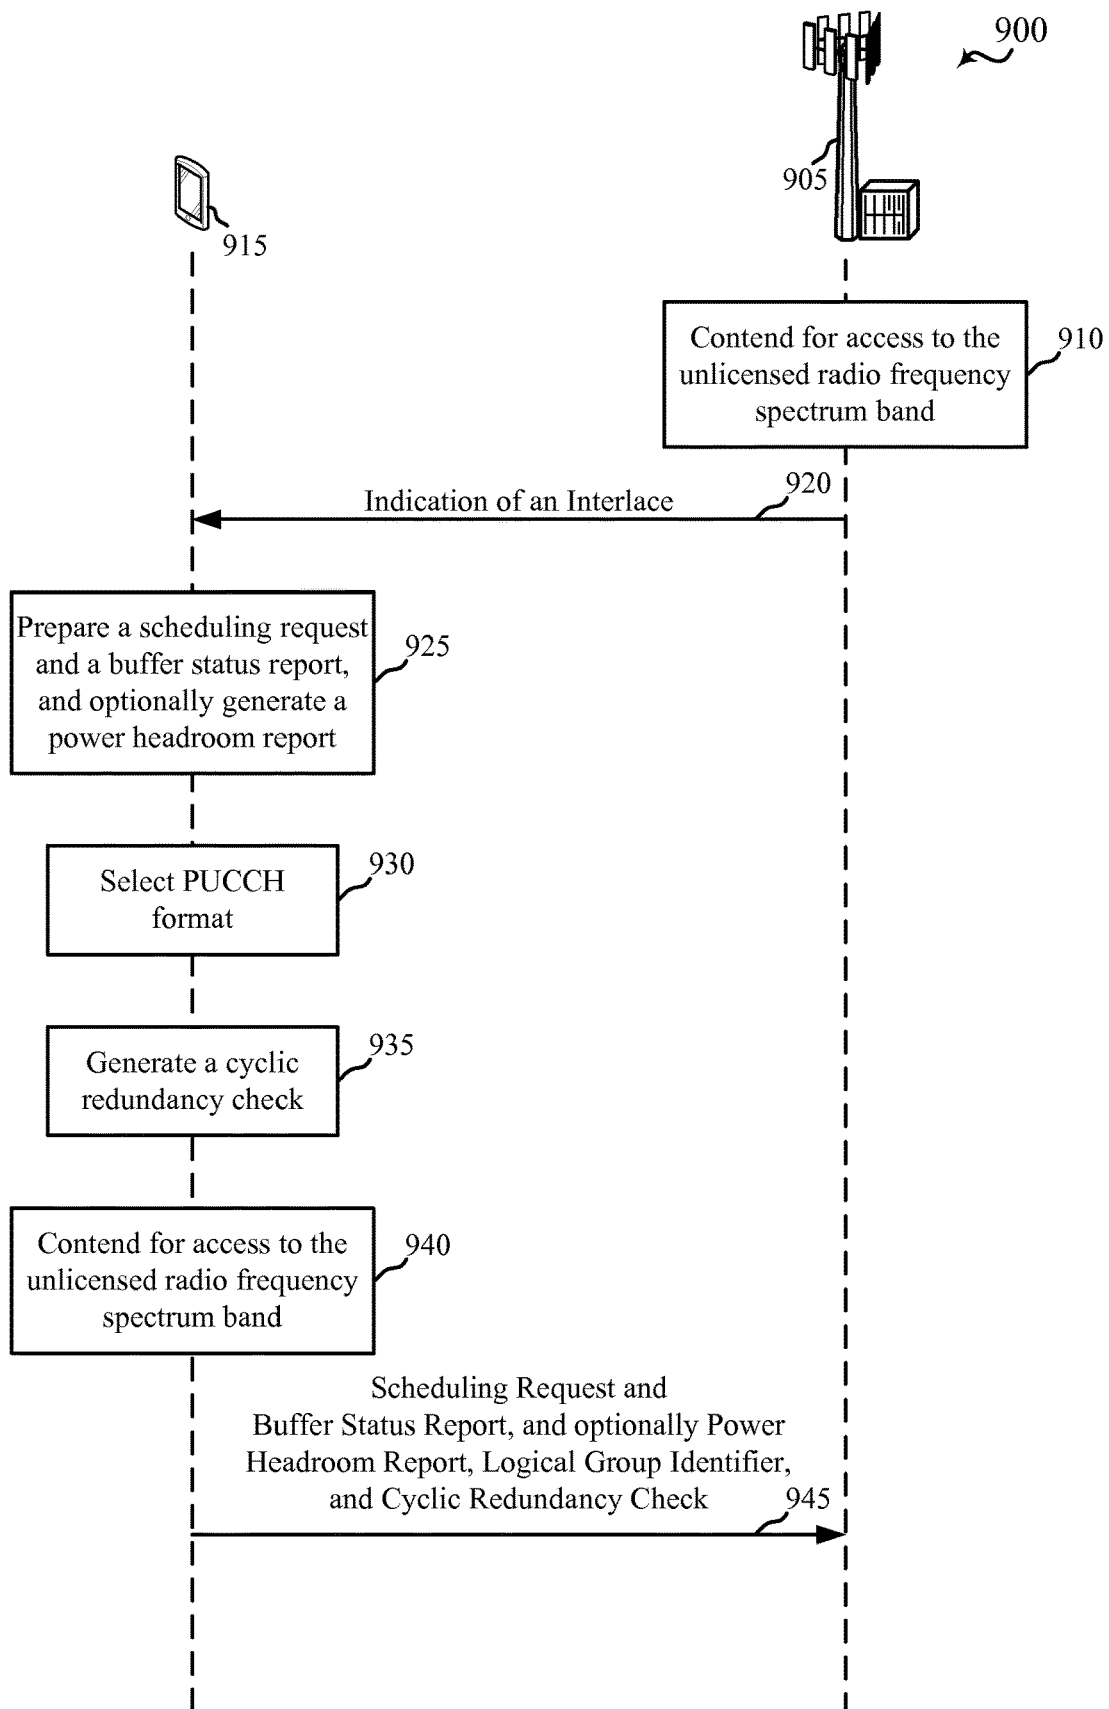 900
905
915
Contend for access to the
unlicensed radio frequency
spectrum band
910
Indication of an Interlace
920
Prepare a scheduling request
and a buffer status report,
and optionally generate a
power headroom report
925
Select PUCCH
format
930
Generate a cyclic
redundancy check
935
Contend for access to the
unlicensed radio frequency
spectrum band
940
Scheduling Request and
Buffer Status Report, and optionally Power
Headroom Report, Logical Group Identifier,
and Cyclic Redundancy Check
945